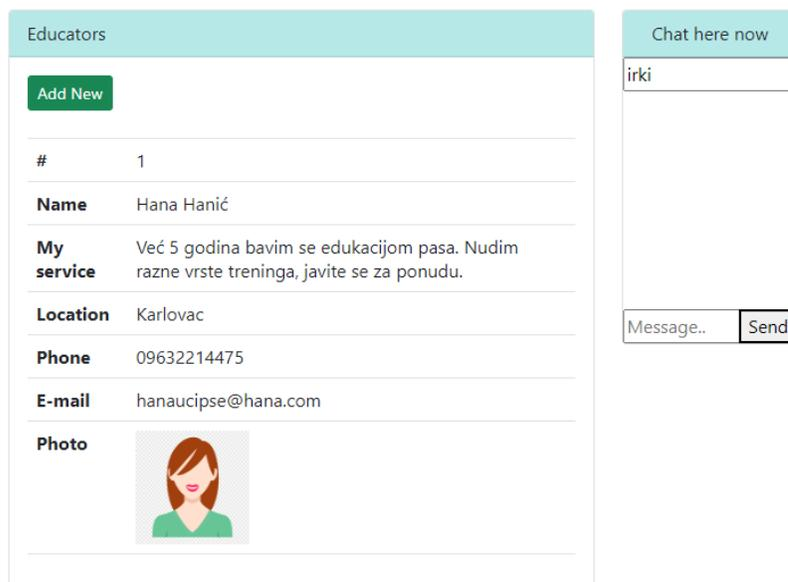 Educators
Add New
# 1
Name Hana Hanić
My service Već 5 godina bavim se edukacijom pasa. Nudim
razne vrste treninga, javite se za ponudu.
Location Karlovac
Phone 09632214475
E-mail hanaucipse@hana.com
Photo
Chat here now
irki
Message..
Send